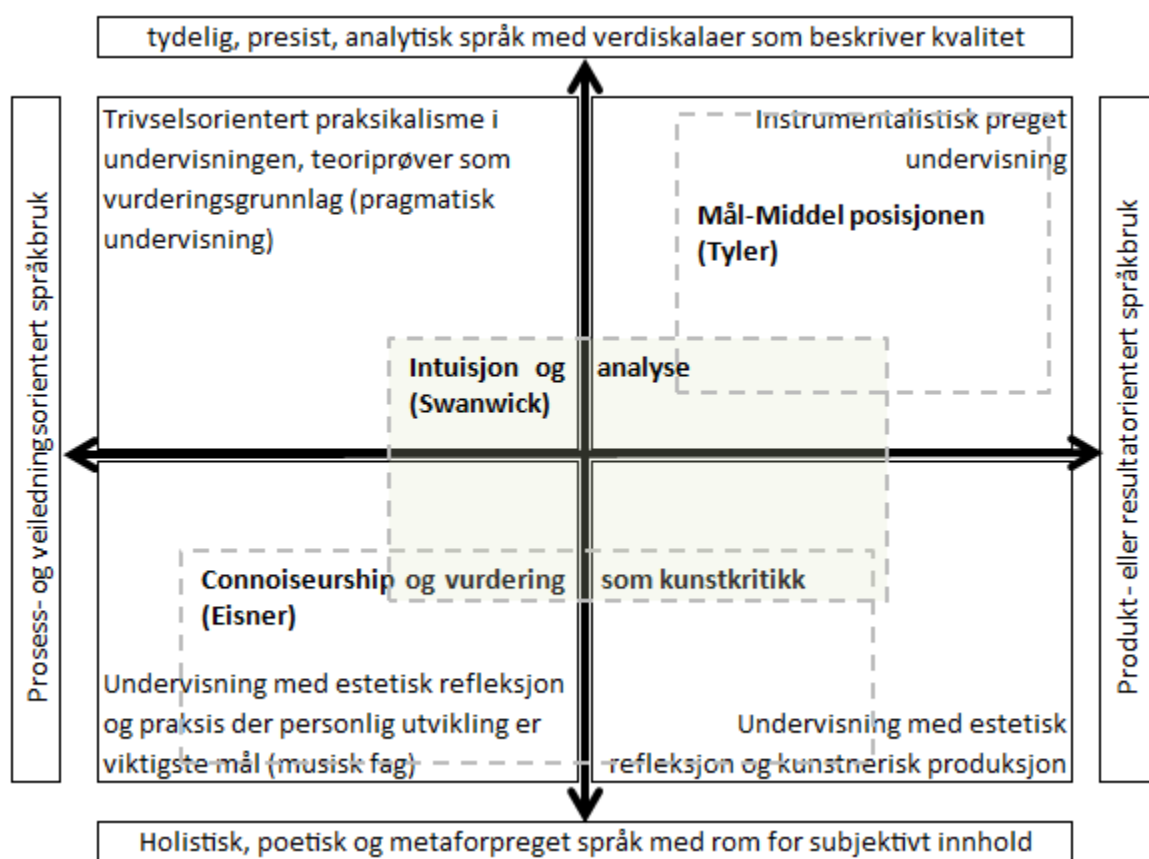 tydelig, presist, analytisk språk med verdiskalaer som beskriver kvalitet
Prosess- og veiledningsorientert språkbruk
Trivselsorientert praksikalisme i
undervisningen, teoriprøver som
vurderingsgrunnlag (pragmatisk
undervisning)
Instrumentalistisk preget
undervisning
Mål-Middel posisjonen
(Tyler)
Produkt- eller resultatorientert språkbruk
Intuisjon og analyse
(Swanwick)
Connoiseurship og vurdering som kunstkritikk
(Eisner)
Undervisning med estetisk refleksjon
og praksis der personlig utvikling er
viktigste mål (musisk fag)
Undervisning med estetisk
refleksjon og kunstnerisk produksjon
Holistisk, poetisk og metaforpreget språk med rom for subjektivt innhold